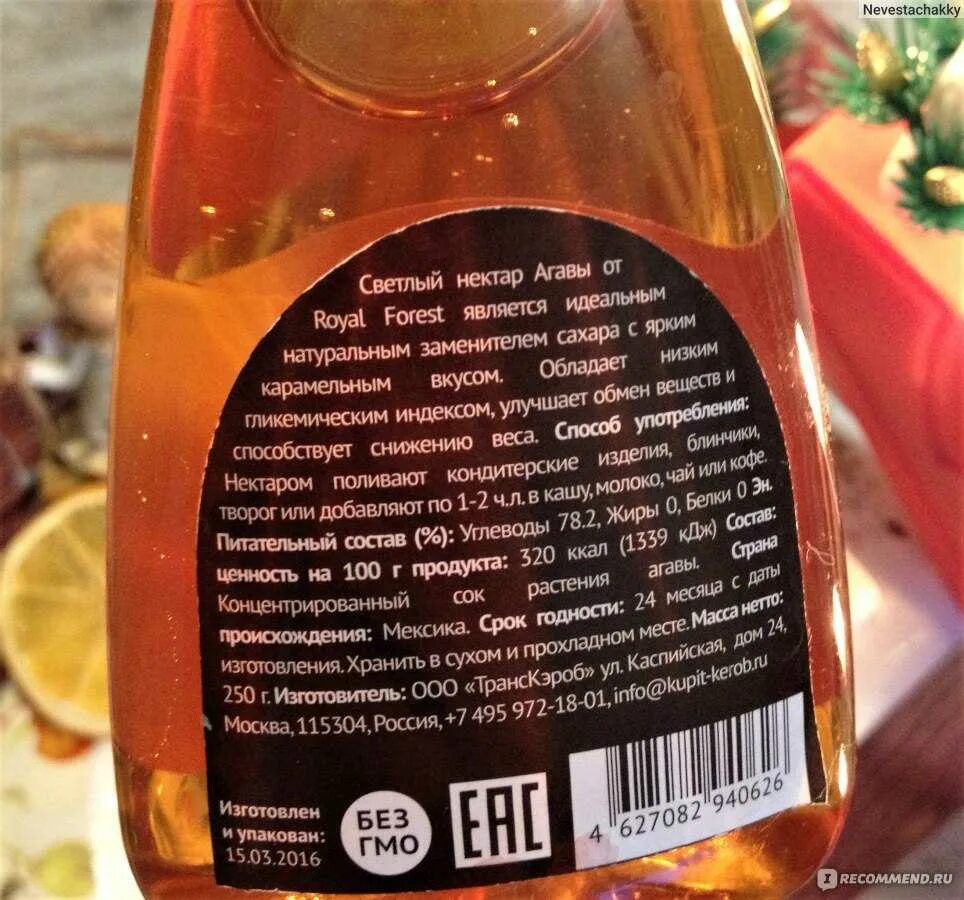 Nevestachakky
Светлый нектар Агавы от
Royal Forest является идеальным
натуральным заменителем сахара с ярким
карамельным вкусом. Обладает низким
гликемическим индексом, улучшает обмен веществ и
способствует снижению веса. Способ употребления:
Нектаром поливают кондитерские изделия, блинчики,
творог или добавляют по 1-2 ч.л. в кашу, молоко, чай или кофе.
Питательный состав (%): Углеводы 78.2, Жиры 0, Белки 0 Эн.
ценность на 100 г продукта: 320 ккал (1339 кДж) Состав:
Концентрированный сок растения агавы. Страна
происхождения: Мексика. Срок годности: 24 месяца с даты
изготовления. Хранить в сухом и прохладном месте. Масса нетто:
250 г. Изготовитель: ООО «ТрансКэроб» ул. Каспийская, дом 24,
Москва, 115304, Россия, +7 495 972-18-01, info@kupit-kerob.ru
Изготовлен
и упакован:
15.03.2016
БЕЗ
ГМО
EAC
4 627082 940626
IRECOMMEND.RU